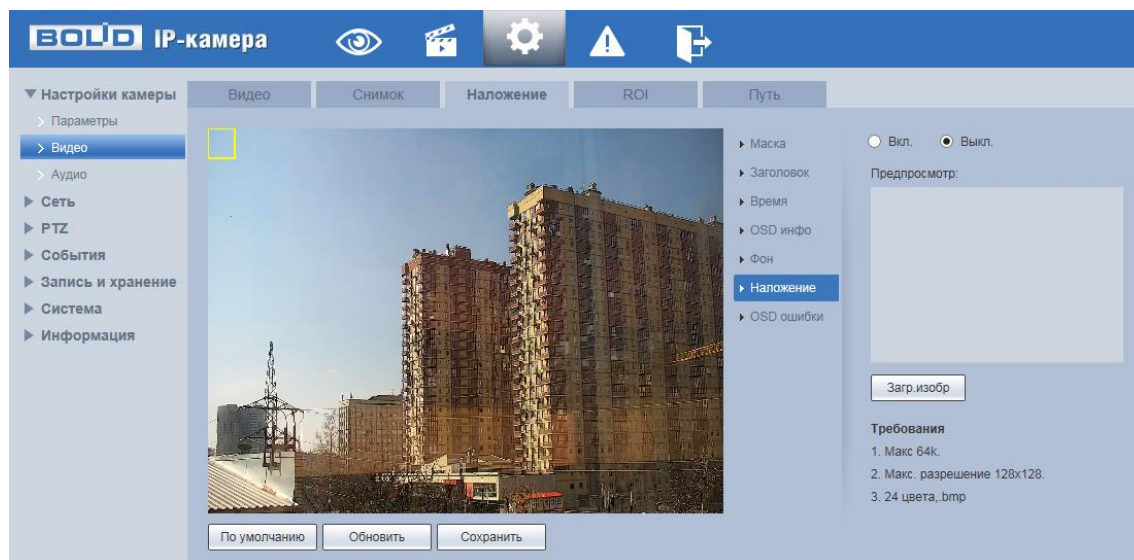 BOLID IP-камера
Настройки камеры
Параметры
Видео
Аудио
Сеть
PTZ
События
Запись и хранение
Система
Информация
Видео Снимок Наложение ROI Путь
Маска
Заголовок
Время
OSD инфо
Фон
Наложение
OSD ошибки
Вкл. Выкл.
Предпросмотр:
Загр.изобр
Требования
1. Макс 64k.
2. Макс. разрешение 128x128.
3. 24 цвета,.bmp
По умолчанию Обновить Сохранить